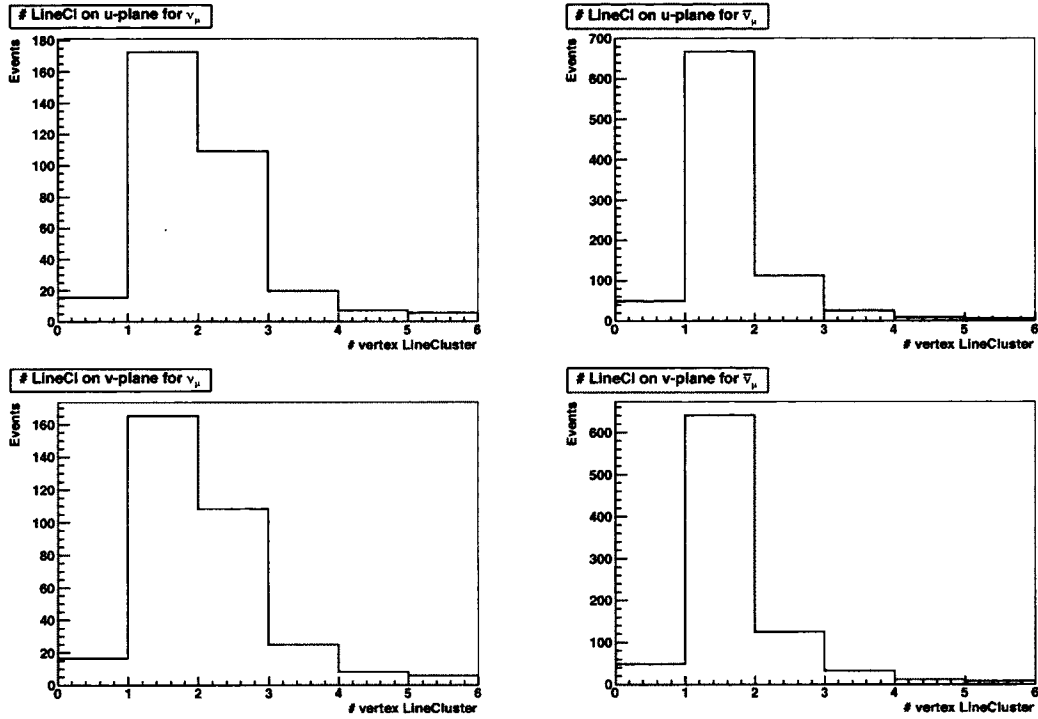 # LineCl on u-plane for νμ
Events
180
160
140
120
100
80
60
40
20
0
0 1 2 3 4 5 6
# vertex LineCluster
# LineCl on u-plane for ν̅μ
Events
700
600
500
400
300
200
100
0
0 1 2 3 4 5 6
# vertex LineCluster
# LineCl on v-plane for νμ
Events
160
140
120
100
80
60
40
20
0
0 1 2 3 4 5 6
# vertex LineCluster
# LineCl on v-plane for ν̅μ
Events
600
500
400
300
200
100
0
0 1 2 3 4 5 6
# vertex LineCluster